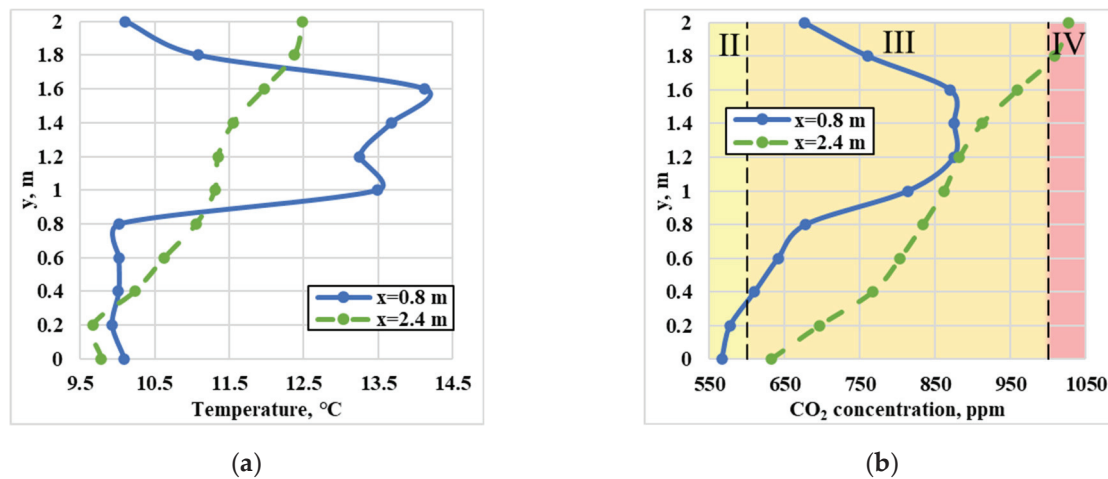 2
1.8
1.6
1.4
1.2
1
0.8
0.6
0.4
0.2
0
y, m
x=0.8 m
x=2.4 m
9.5 10.5 11.5 12.5 13.5 14.5
Temperature, °C
(a)
2
1.8
1.6
1.4
1.2
1
0.8
0.6
0.4
0.2
0
y, m
II III IV
x=0.8 m
x=2.4 m
550 650 750 850 950 1050
CO₂ concentration, ppm
(b)